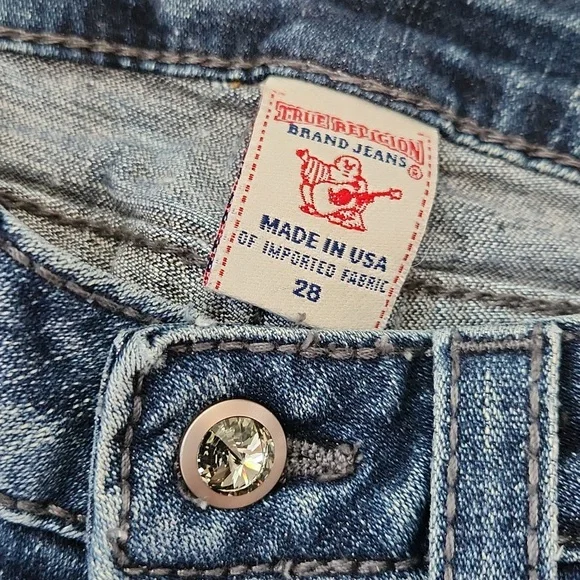 TRUE RELIGION
BRAND JEANS
®
MADE IN USA
OF IMPORTED FABRIC
28